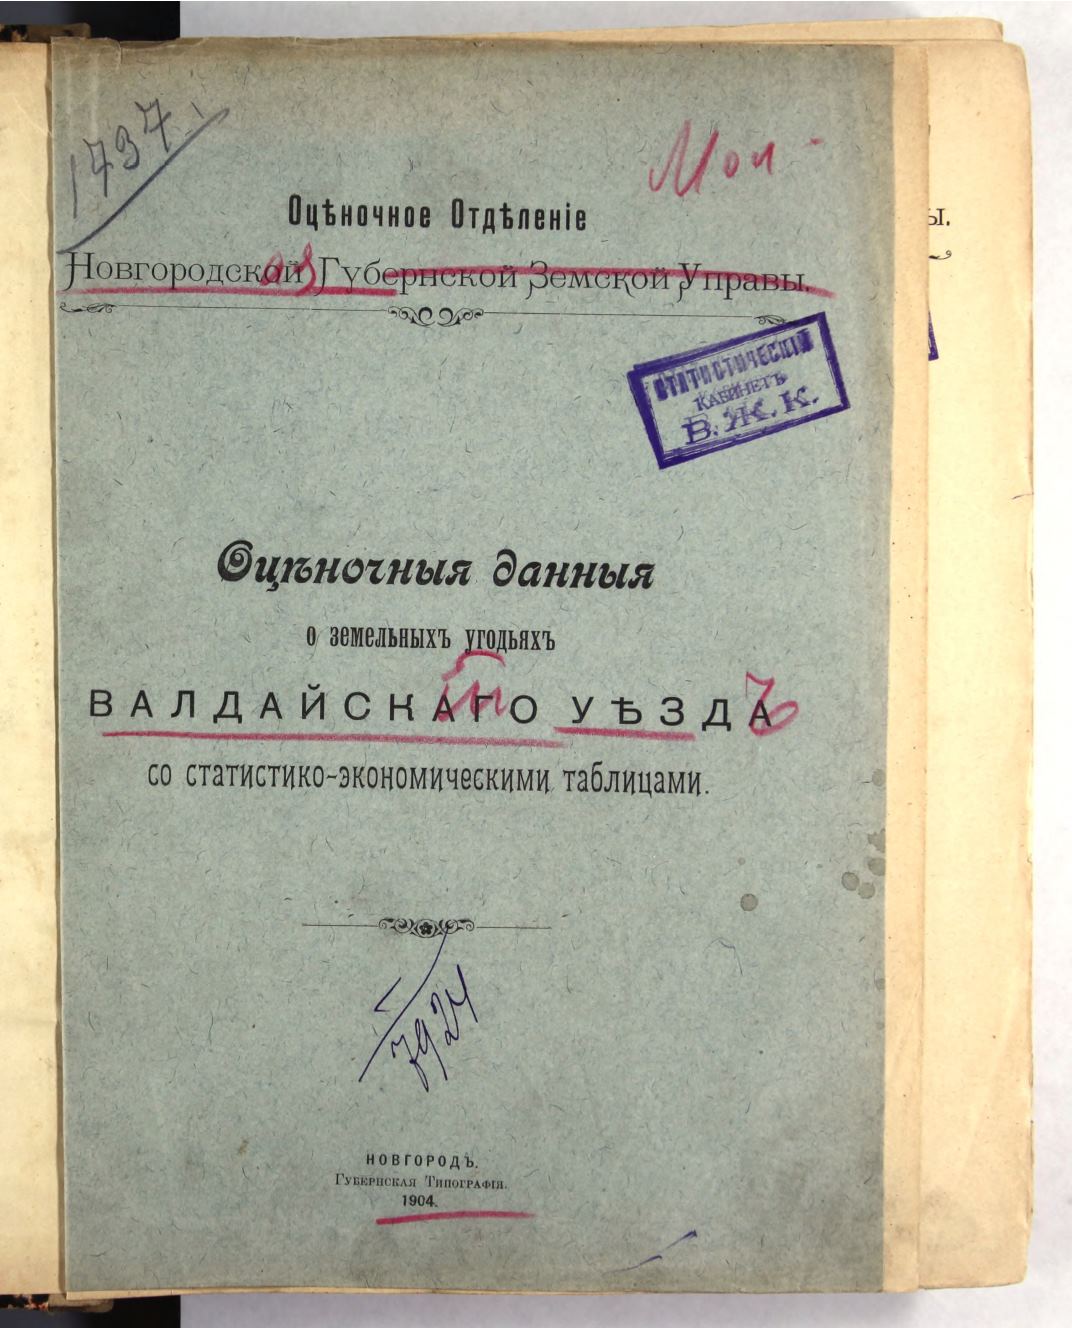 1737
Мол
Оцѣночное Отдѣленіе
Новгородской Губернской Земской Управы.
СТАТИСТИЧЕСКІЙ
КАБИНЕТЪ
В. Ж. К.
Оцѣночныя данныя
о земельныхъ угодьяхъ
ВАЛДАЙСКАГО УѢЗДА
со статистико-экономическими таблицами.
7924
НОВГОРОДЪ.
Губернская Типографія.
1904.
ы.